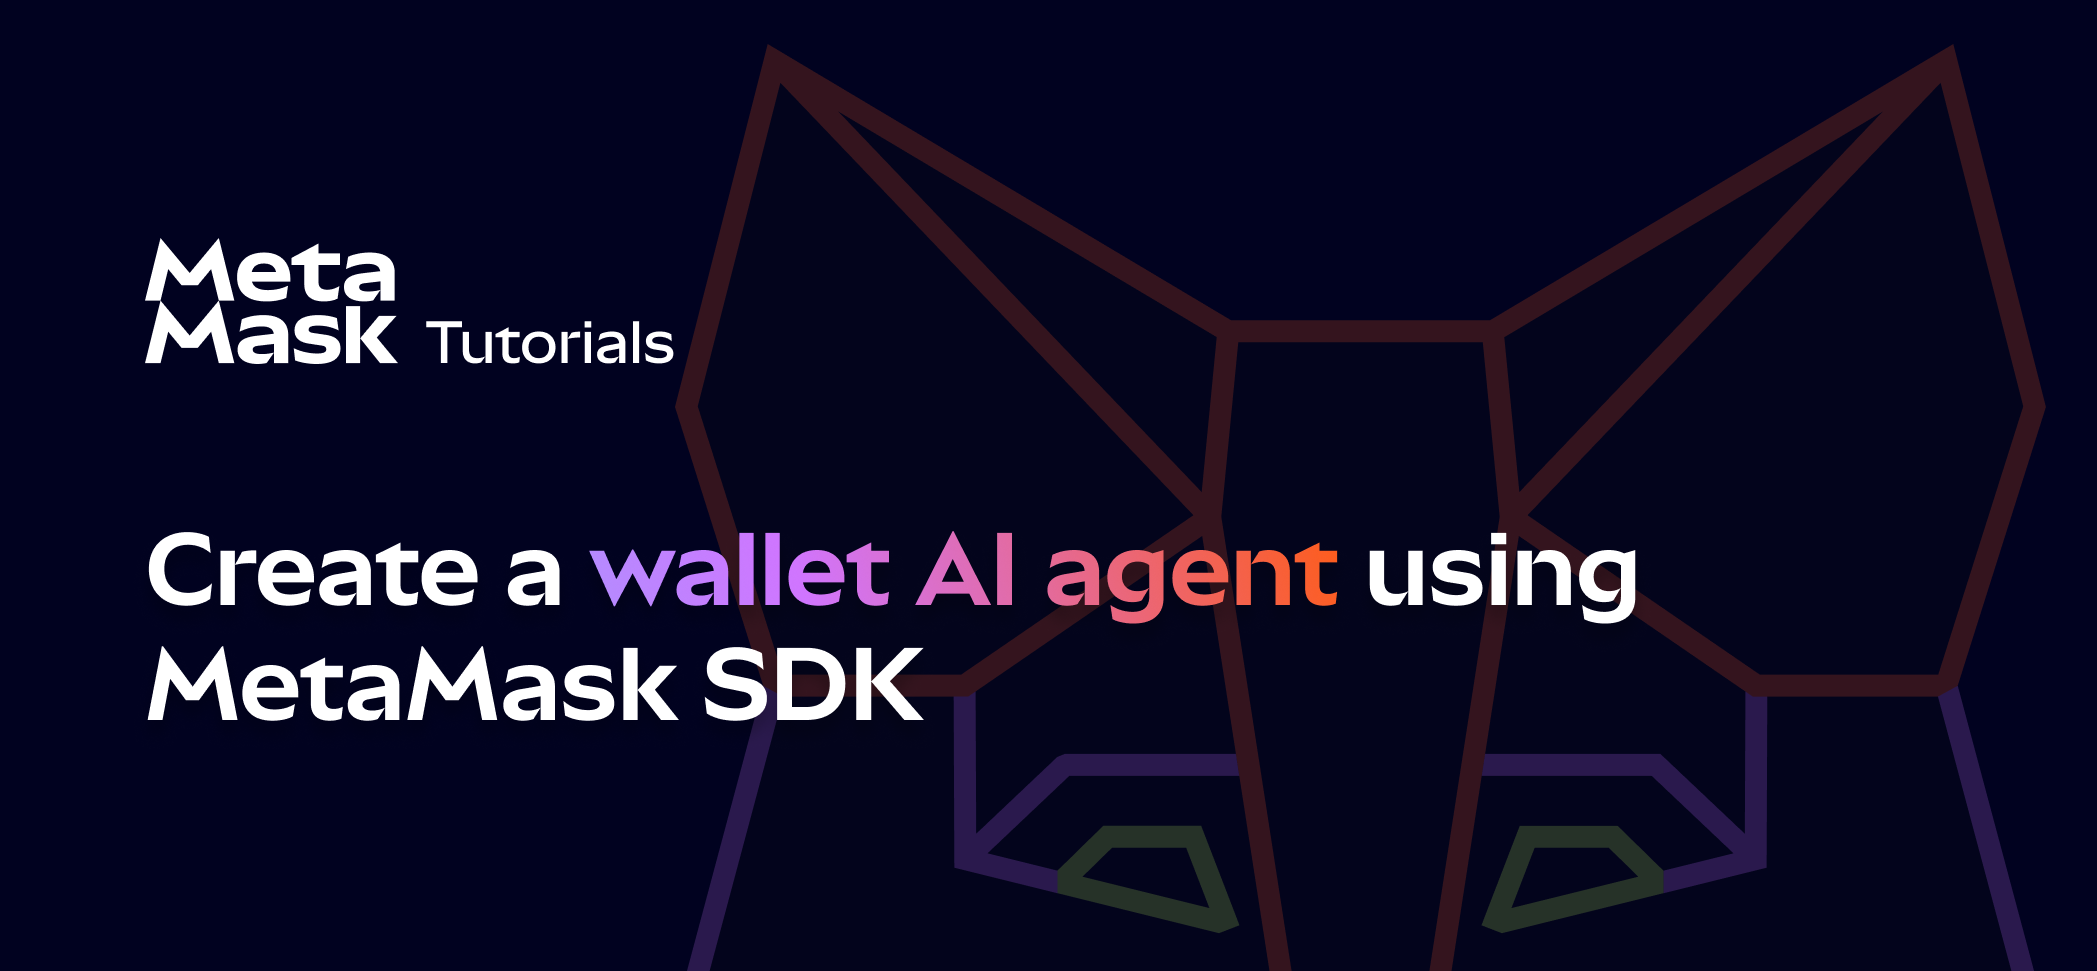 Meta
Mask Tutorials
Create a wallet AI agent using
MetaMask SDK